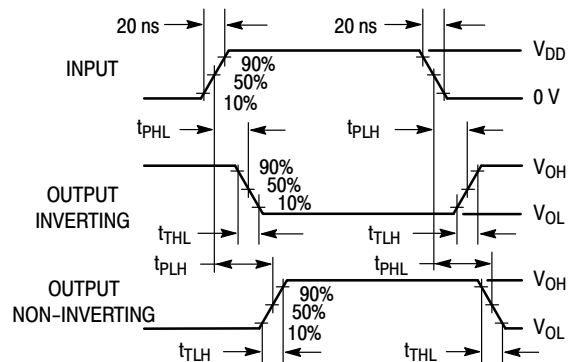 20 ns 20 ns
INPUT
90%
50%
10%
V_DD
0 V
t_PHL t_PLH
OUTPUT
INVERTING
90%
50%
10%
V_OH
V_OL
t_THL t_TLH
t_PLH t_PHL
OUTPUT
NON-INVERTING
90%
50%
10%
V_OH
V_OL
t_TLH t_THL